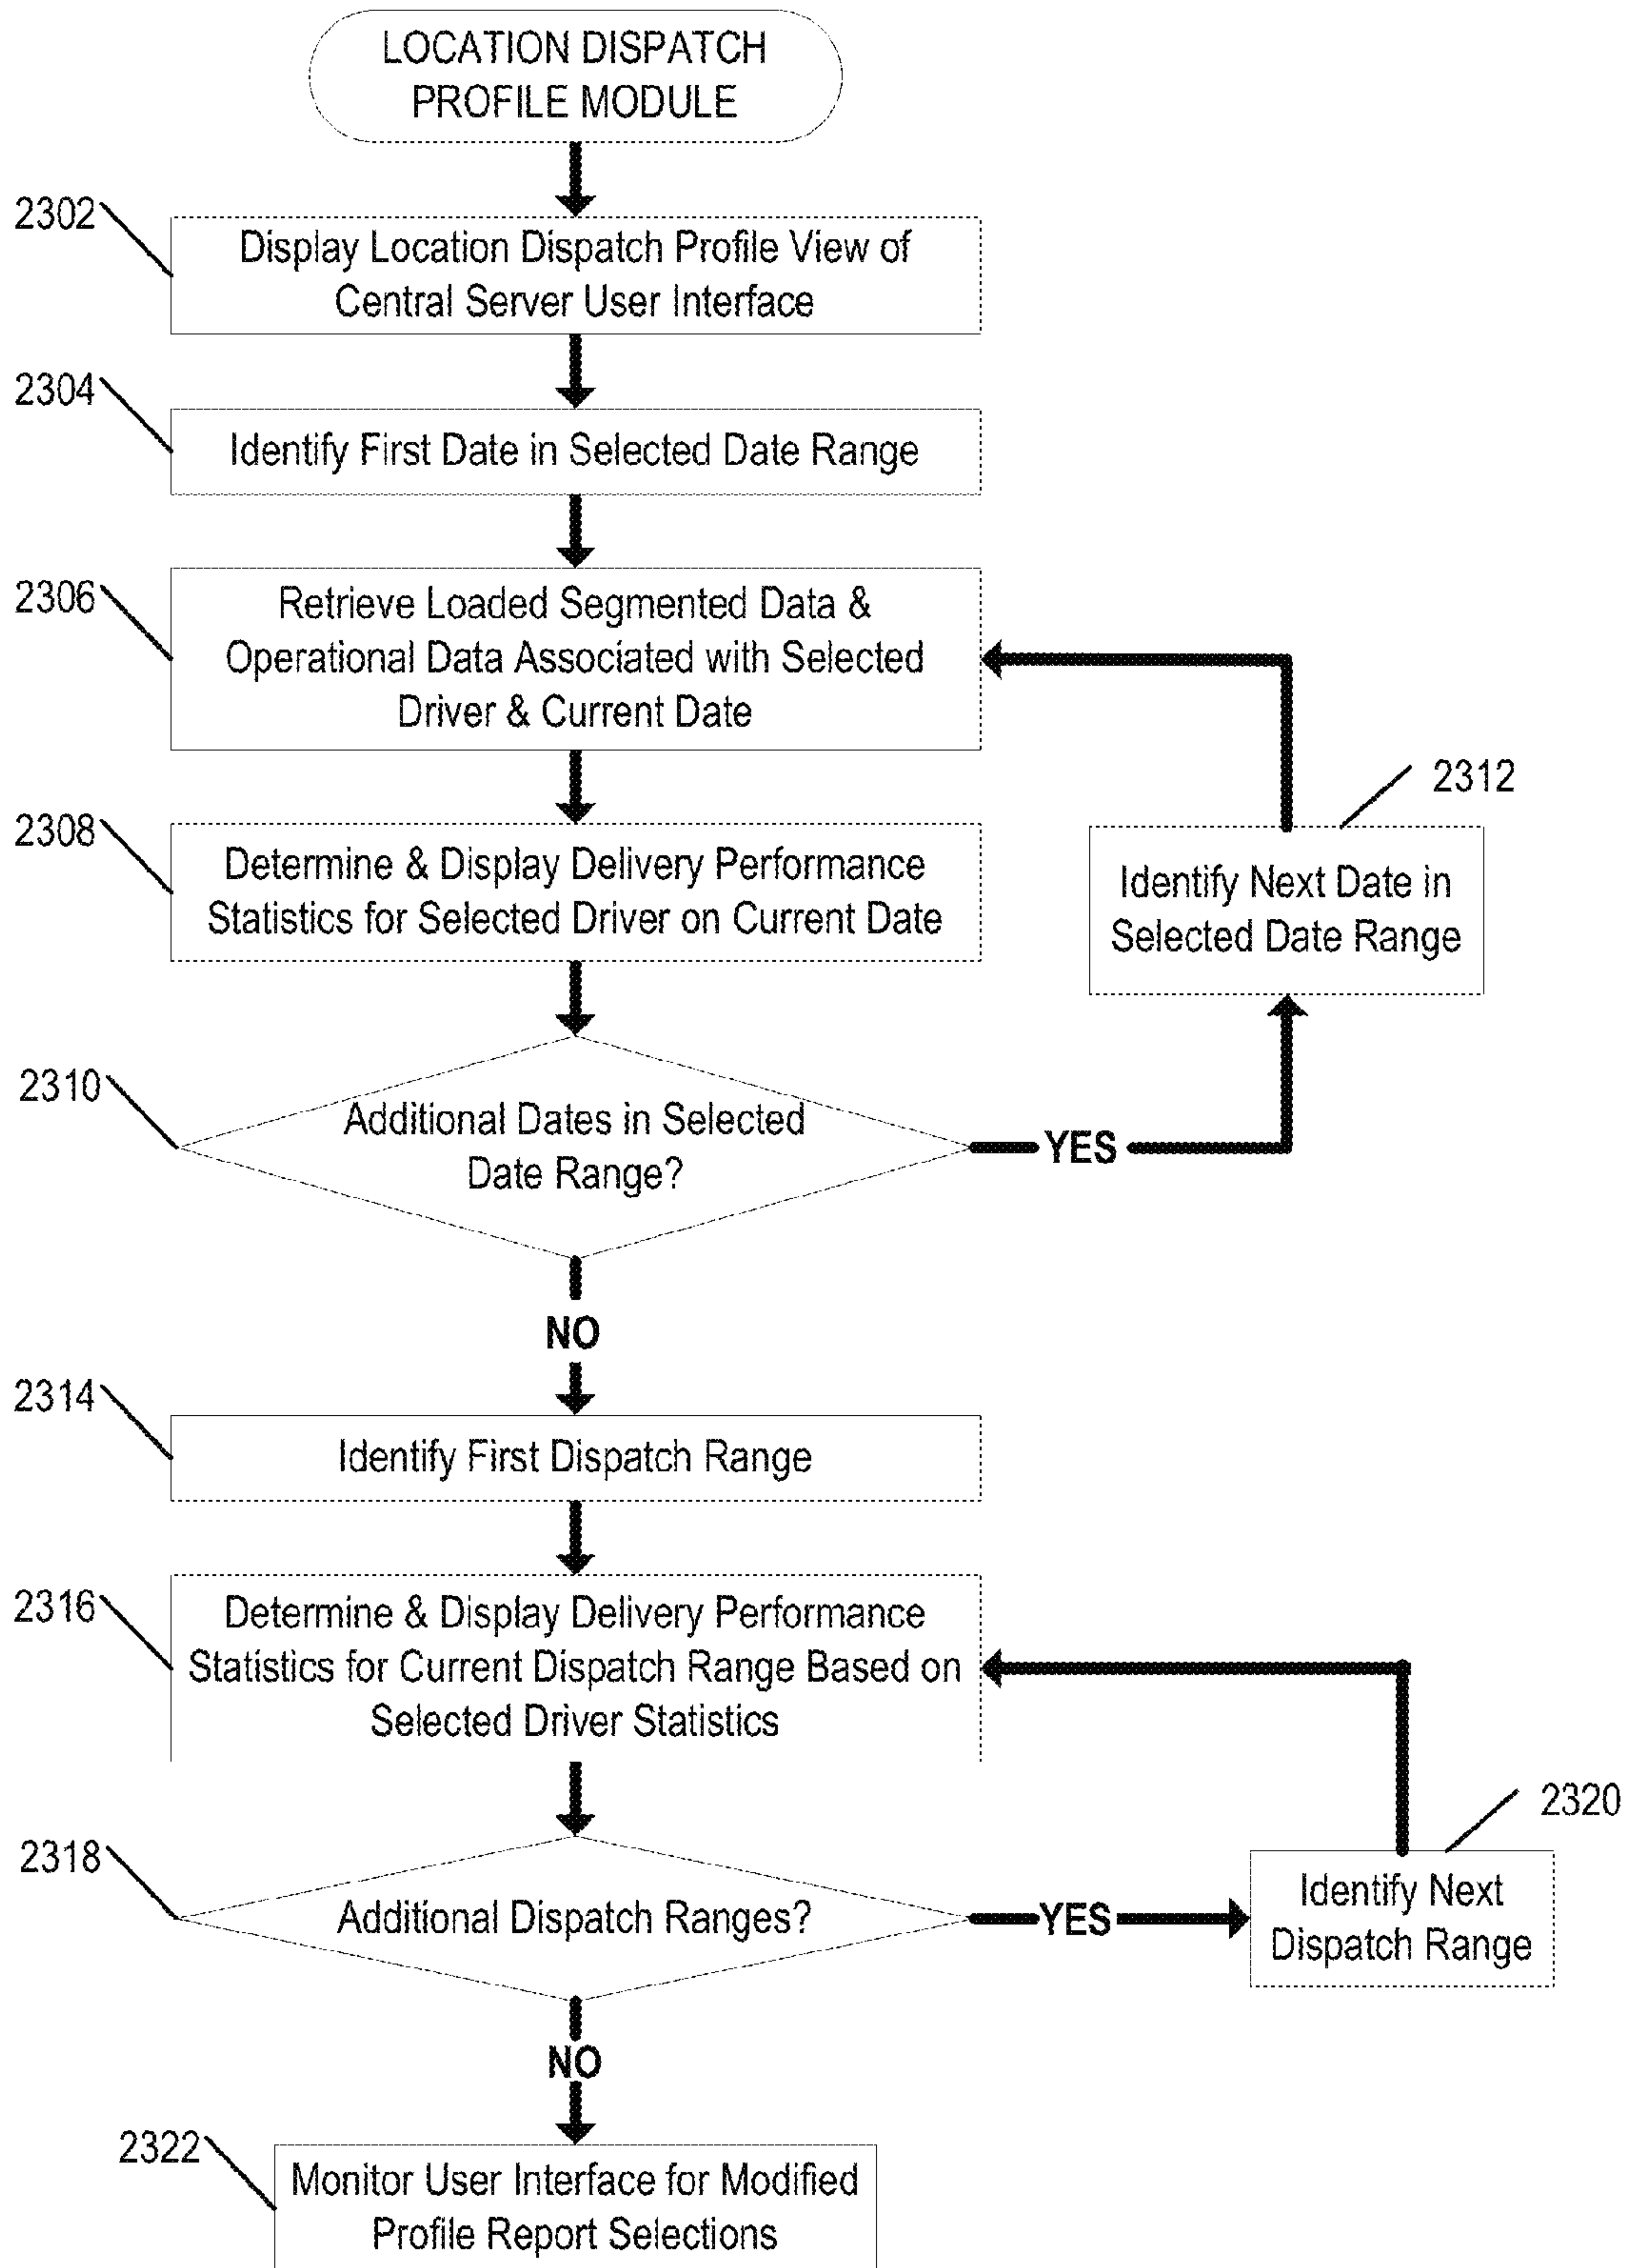 LOCATION DISPATCH
PROFILE MODULE
2302
Display Location Dispatch Profile View of
Central Server User Interface
2304
Identify First Date in Selected Date Range
2306
Retrieve Loaded Segmented Data &
Operational Data Associated with Selected
Driver & Current Date
2308
Determine & Display Delivery Performance
Statistics for Selected Driver on Current Date
2312
Identify Next Date in
Selected Date Range
2310
Additional Dates in Selected
Date Range?
YES
NO
2314
Identify First Dispatch Range
2316
Determine & Display Delivery Performance
Statistics for Current Dispatch Range Based on
Selected Driver Statistics
2318
Additional Dispatch Ranges?
YES
2320
Identify Next
Dispatch Range
NO
2322
Monitor User Interface for Modified
Profile Report Selections